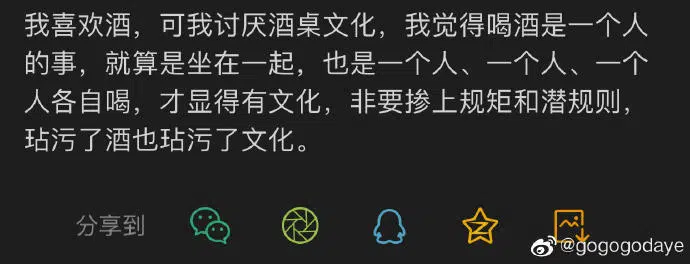 我喜欢酒，可我讨厌酒桌文化，我觉得喝酒是一个人
的事，就算是坐在一起，也是一个人、一个人、一个
人各自喝，才显得有文化，非要掺上规矩和潜规则，
玷污了酒也玷污了文化。
分享到
@gogogodaye